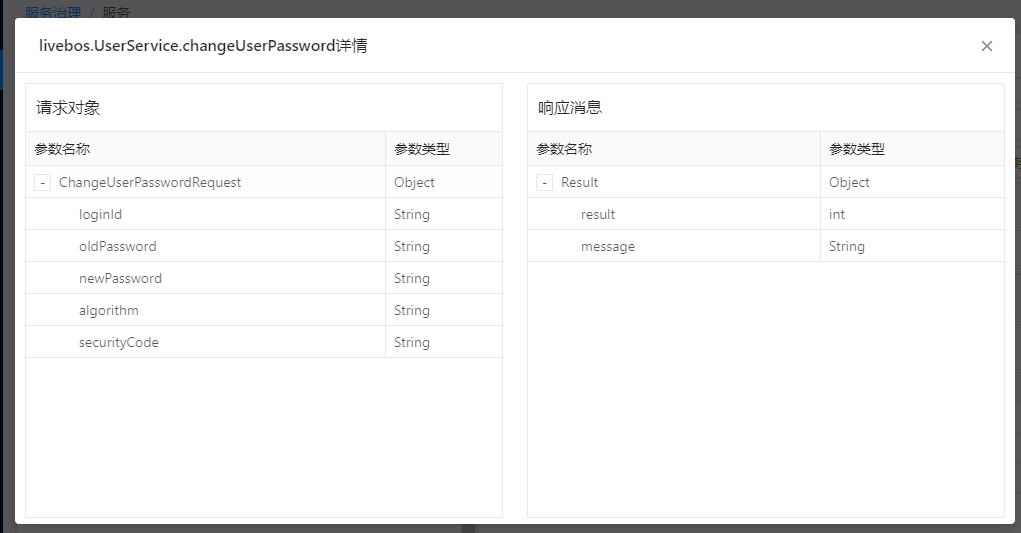 服务治理 / 服务
livebos.UserService.changeUserPassword详情
请求对象
参数名称 参数类型
- ChangeUserPasswordRequest Object
loginId String
oldPassword String
newPassword String
algorithm String
securityCode String
响应消息
参数名称 参数类型
- Result Object
result int
message String